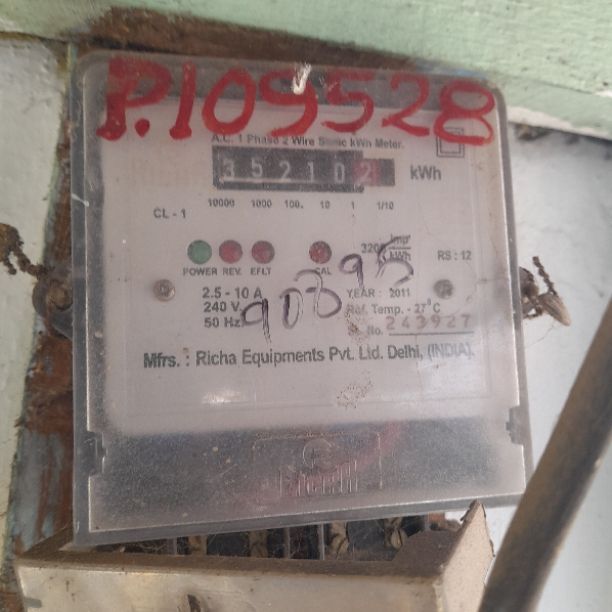 P.109528
A.C. 1 Phase 2 Wire Static kWh Meter.
352102 kWh
10000 1000 100. 10 1 1/10
CL - 1
3200 imp/kWh
RS : 12
POWER REV. EFLT CAL
2.5 - 10 A
YEAR : 2011
240 V
Ref. Temp. - 27°C
50 Hz
No. 243927
Mfrs. : Richa Equipments Pvt. Ltd. Delhi, (INDIA).